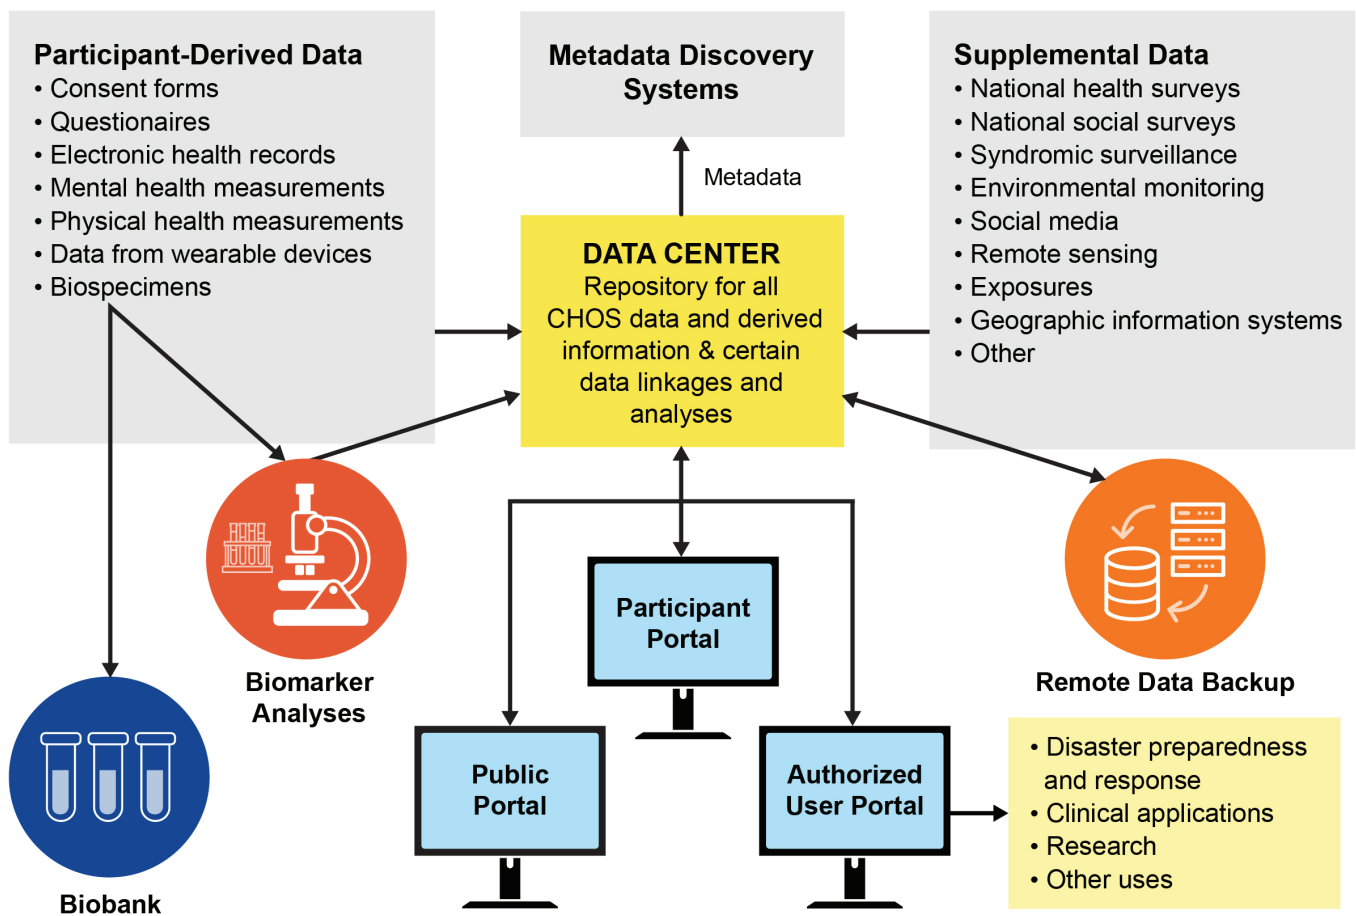 Participant-Derived Data
• Consent forms
• Questionaires
• Electronic health records
• Mental health measurements
• Physical health measurements
• Data from wearable devices
• Biospecimens
Metadata Discovery
Systems
Metadata
Supplemental Data
• National health surveys
• National social surveys
• Syndromic surveillance
• Environmental monitoring
• Social media
• Remote sensing
• Exposures
• Geographic information systems
• Other
DATA CENTER
Repository for all
CHOS data and derived
information & certain
data linkages and
analyses
Biomarker
Analyses
Biobank
Participant
Portal
Public
Portal
Authorized
User Portal
Remote Data Backup
• Disaster preparedness
and response
• Clinical applications
• Research
• Other uses